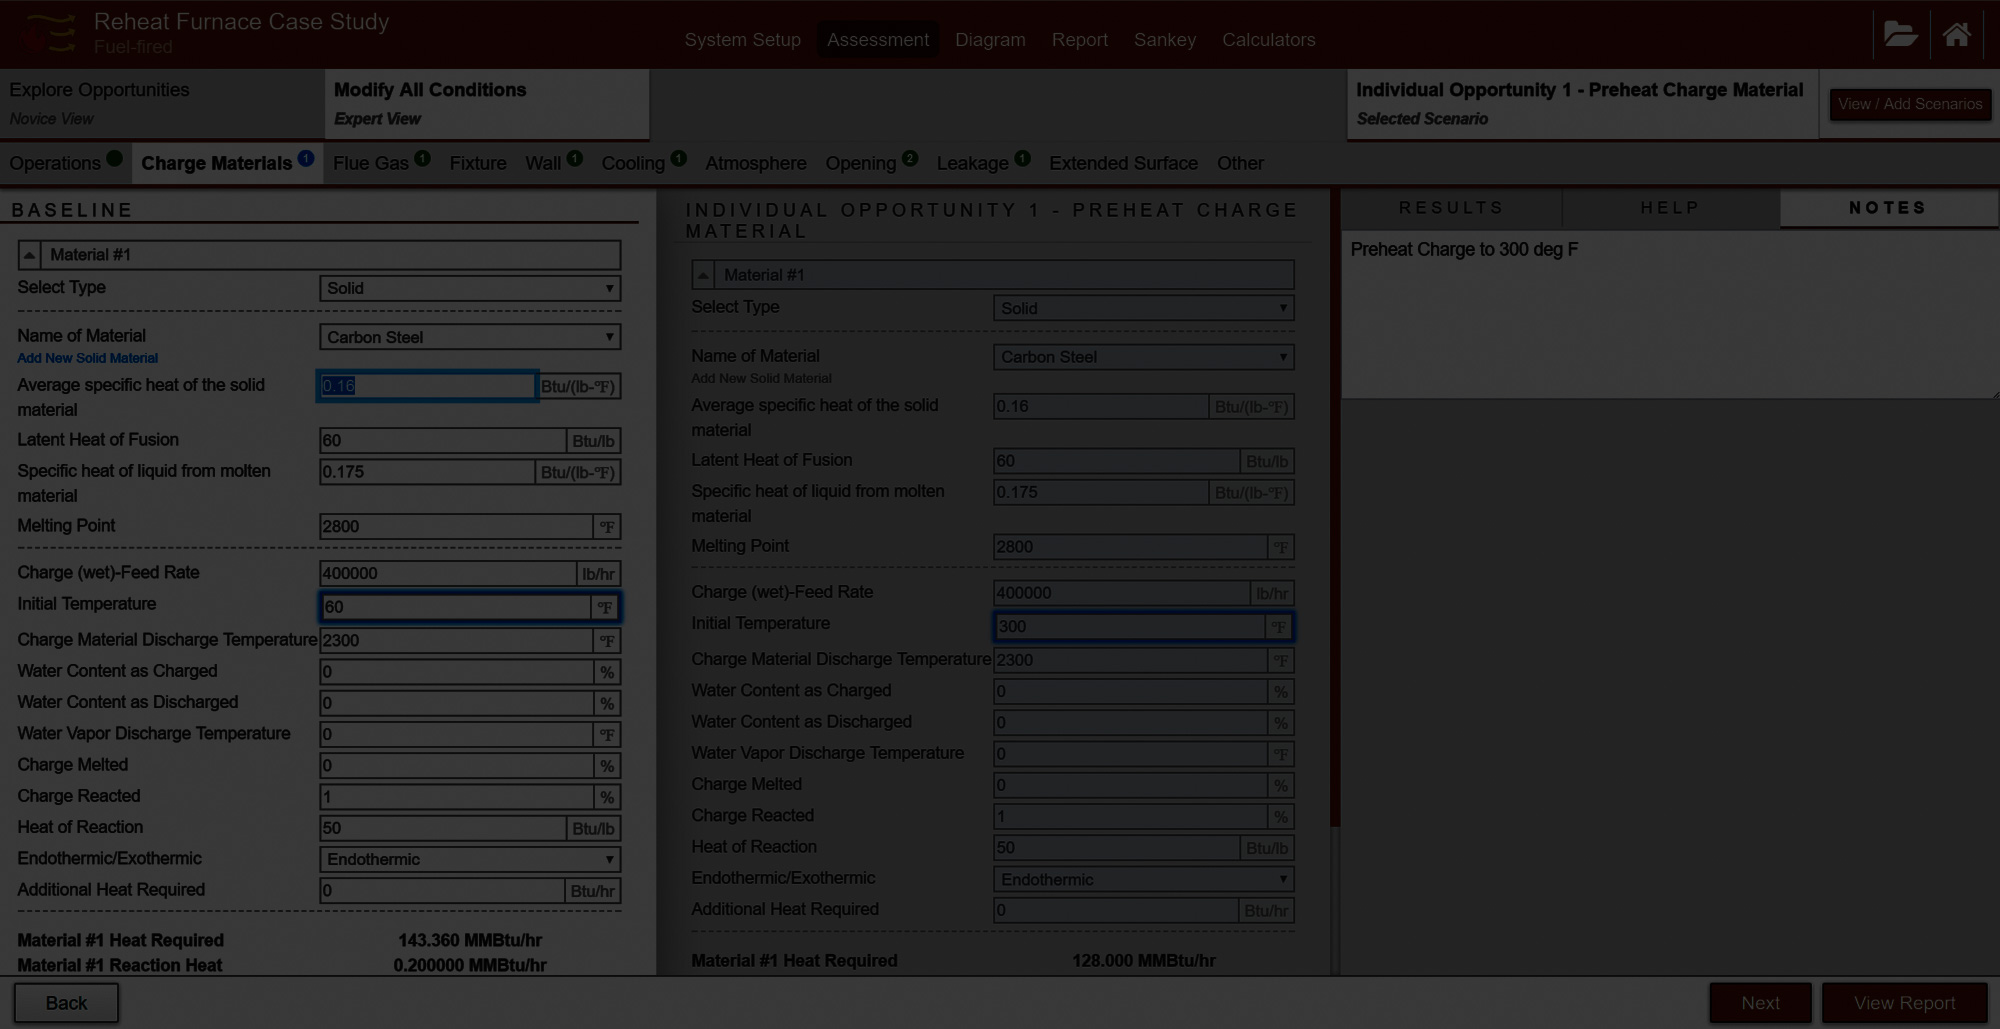 Reheat Furnace Case Study
Fuel-fired
System Setup Assessment Diagram Report Sankey Calculators
Explore Opportunities
Novice View
Modify All Conditions
Expert View
Individual Opportunity 1 - Preheat Charge Material
Selected Scenario
View / Add Scenarios
Operations Charge Materials 1 Flue Gas 1 Fixture Wall 1 Cooling 1 Atmosphere Opening 2 Leakage 1 Extended Surface Other
BASELINE
Material #1
Select Type Solid
Name of Material Carbon Steel
Add New Solid Material
Average specific heat of the solid
material
0.16 Btu/(lb-°F)
Latent Heat of Fusion 60 Btu/lb
Specific heat of liquid from molten
material
0.175 Btu/(lb-°F)
Melting Point 2800 °F
Charge (wet)-Feed Rate 400000 lb/hr
Initial Temperature 60 °F
Charge Material Discharge Temperature 2300 °F
Water Content as Charged 0 %
Water Content as Discharged 0 %
Water Vapor Discharge Temperature 0 °F
Charge Melted 0 %
Charge Reacted 1 %
Heat of Reaction 50 Btu/lb
Endothermic/Exothermic Endothermic
Additional Heat Required 0 Btu/hr
Material #1 Heat Required 143.360 MMBtu/hr
Material #1 Reaction Heat 0.200000 MMBtu/hr
INDIVIDUAL OPPORTUNITY 1 - PREHEAT CHARGE
MATERIAL
Material #1
Select Type Solid
Name of Material Carbon Steel
Add New Solid Material
Average specific heat of the solid
material
0.16 Btu/(lb-°F)
Latent Heat of Fusion 60 Btu/lb
Specific heat of liquid from molten
material
0.175 Btu/(lb-°F)
Melting Point 2800 °F
Charge (wet)-Feed Rate 400000 lb/hr
Initial Temperature 300 °F
Charge Material Discharge Temperature 2300 °F
Water Content as Charged 0 %
Water Content as Discharged 0 %
Water Vapor Discharge Temperature 0 °F
Charge Melted 0 %
Charge Reacted 1 %
Heat of Reaction 50 Btu/lb
Endothermic/Exothermic Endothermic
Additional Heat Required 0 Btu/hr
Material #1 Heat Required 128.000 MMBtu/hr
RESULTS HELP NOTES
Preheat Charge to 300 deg F
Back
Next
View Report